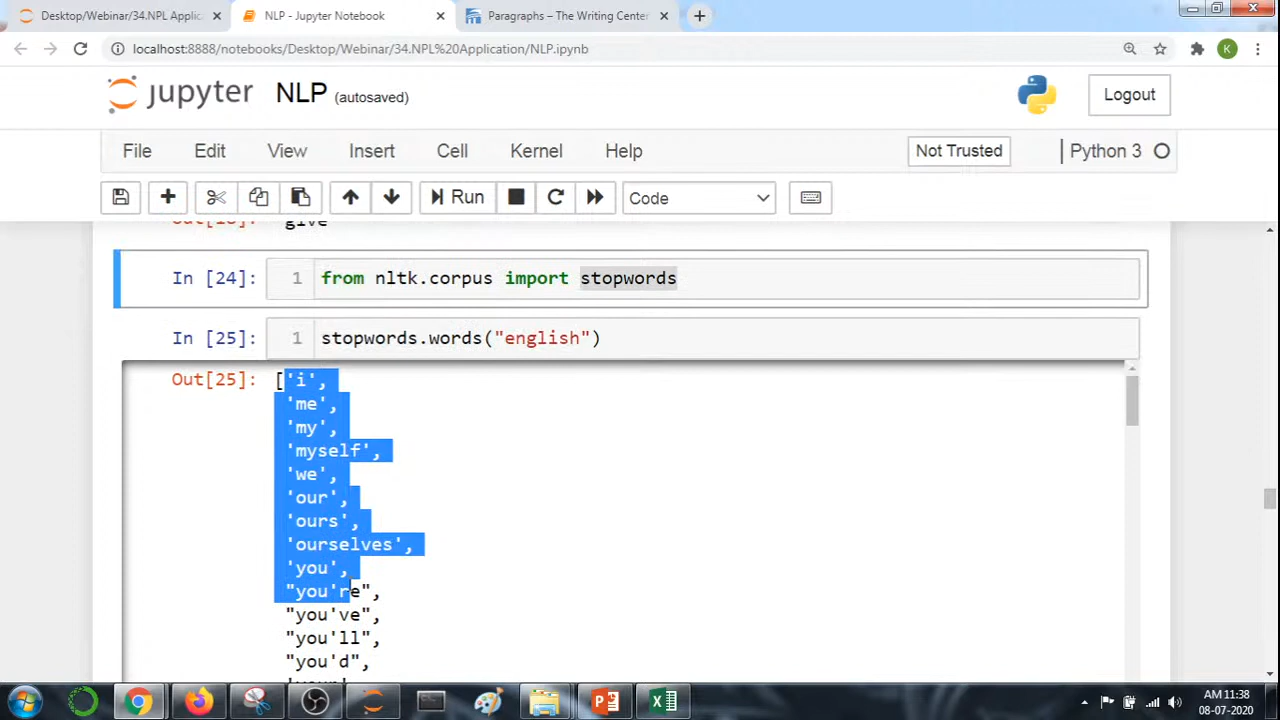 Desktop/Webinar/34.NPL Applic
NLP - Jupyter Notebook
Paragraphs – The Writing Center
localhost:8888/notebooks/Desktop/Webinar/34.NPL%20Application/NLP.ipynb
K
jupyter NLP (autosaved)
Logout
File Edit View Insert Cell Kernel Help
Not Trusted
Python 3
Run
Code
Out[18]: give
In [24]: 1 from nltk.corpus import stopwords
In [25]: 1 stopwords.words("english")
Out[25]: ['i',
'me',
'my',
'myself',
'we',
'our',
'ours',
'ourselves',
'you',
"you're",
"you've",
"you'll",
"you'd",
AM 11:38
08-07-2020